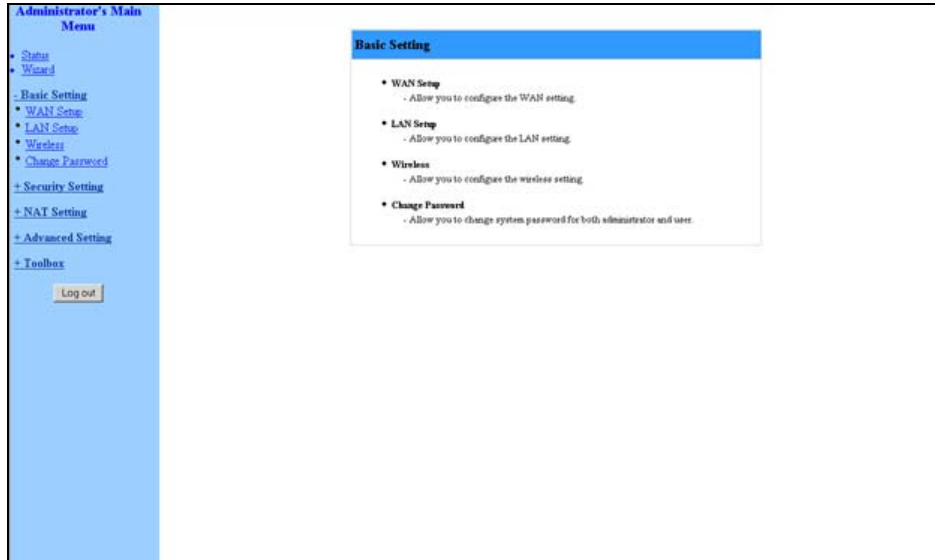 Administrator's Main
Menu
• Status
• Wizard
- Basic Setting
• WAN Setup
• LAN Setup
• Wireless
• Change Password
+ Security Setting
+ NAT Setting
+ Advanced Setting
+ Toolbox
Log out
Basic Setting
• WAN Setup
- Allow you to configure the WAN setting.
• LAN Setup
- Allow you to configure the LAN setting.
• Wireless
- Allow you to configure the wireless setting.
• Change Password
- Allow you to change system password for both administrator and user.